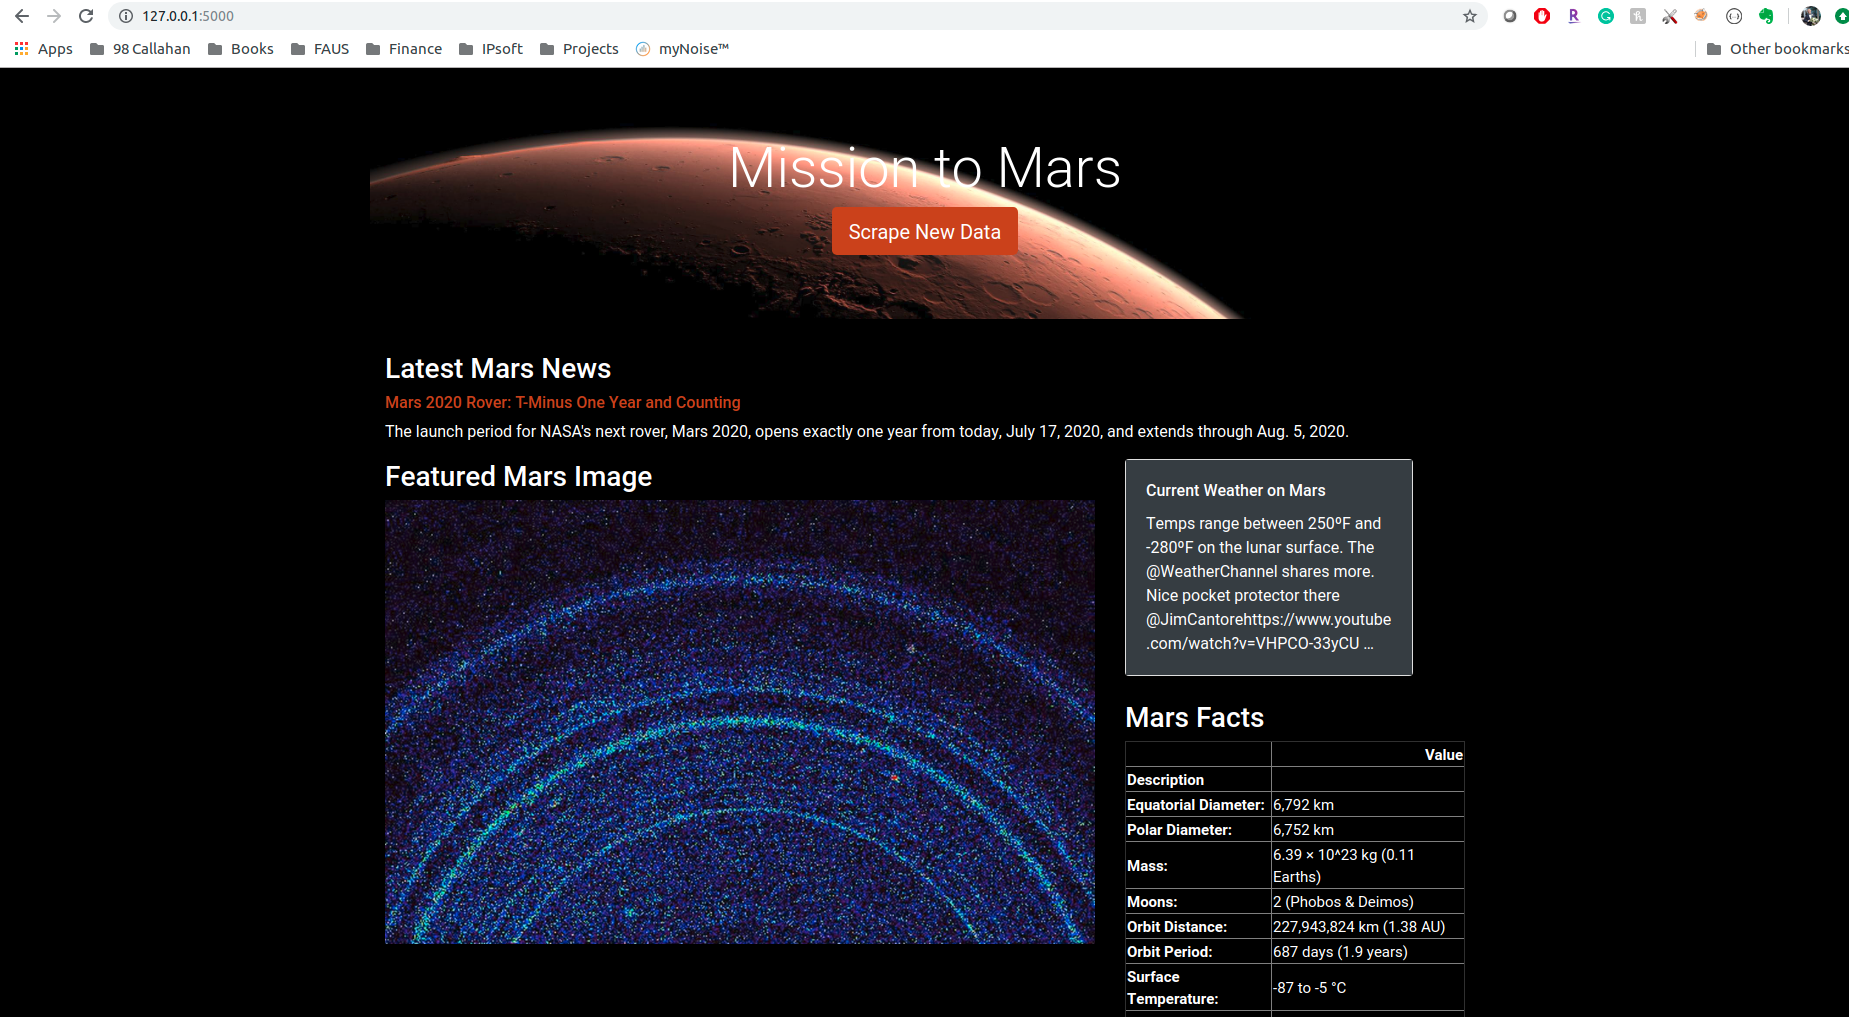 127.0.0.1:5000
Apps 98 Callahan Books FAUS Finance IPsoft Projects myNoise™ Other bookmarks
Mission to Mars
Scrape New Data
Latest Mars News
Mars 2020 Rover: T-Minus One Year and Counting
The launch period for NASA's next rover, Mars 2020, opens exactly one year from today, July 17, 2020, and extends through Aug. 5, 2020.
Featured Mars Image
Current Weather on Mars
Temps range between 250ºF and
-280ºF on the lunar surface. The
@WeatherChannel shares more.
Nice pocket protector there
@JimCantorehttps://www.youtube
.com/watch?v=VHPCO-33yCU …
Mars Facts
Value
Description
Equatorial Diameter: 6,792 km
Polar Diameter: 6,752 km
Mass: 6.39 × 10^23 kg (0.11
Earths)
Moons: 2 (Phobos & Deimos)
Orbit Distance: 227,943,824 km (1.38 AU)
Orbit Period: 687 days (1.9 years)
Surface
Temperature: -87 to -5 °C